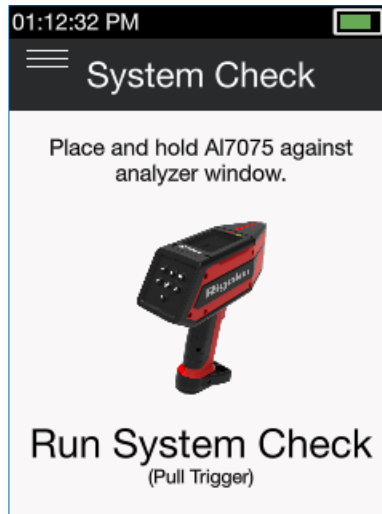 01:12:32 PM
System Check
Place and hold Al7075 against
analyzer window.
Rigaku
Run System Check
(Pull Trigger)